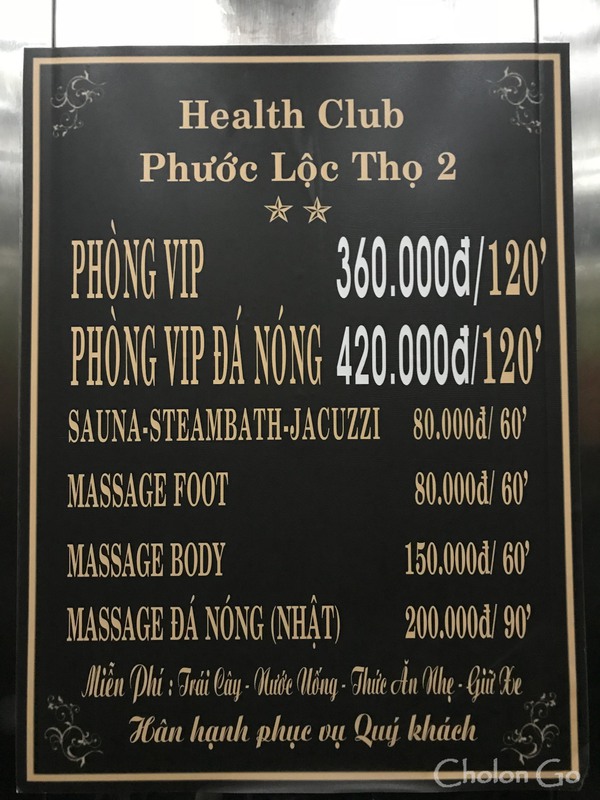 Health Club
Phước Lộc Thọ 2
PHÒNG VIP 360.000đ/120'
PHÒNG VIP ĐÁ NÓNG 420.000đ/120'
SAUNA-STEAMBATH-JACUZZI 80.000đ/ 60'
MASSAGE FOOT 80.000đ/ 60'
MASSAGE BODY 150.000đ/ 60'
MASSAGE ĐÁ NÓNG (NHẬT) 200.000đ/ 90'
Miễn Phí : Trái Cây - Nước Uống - Thức Ăn Nhẹ - Giữ Xe
Hân hạnh phục vụ Quý khách
Cholon Go